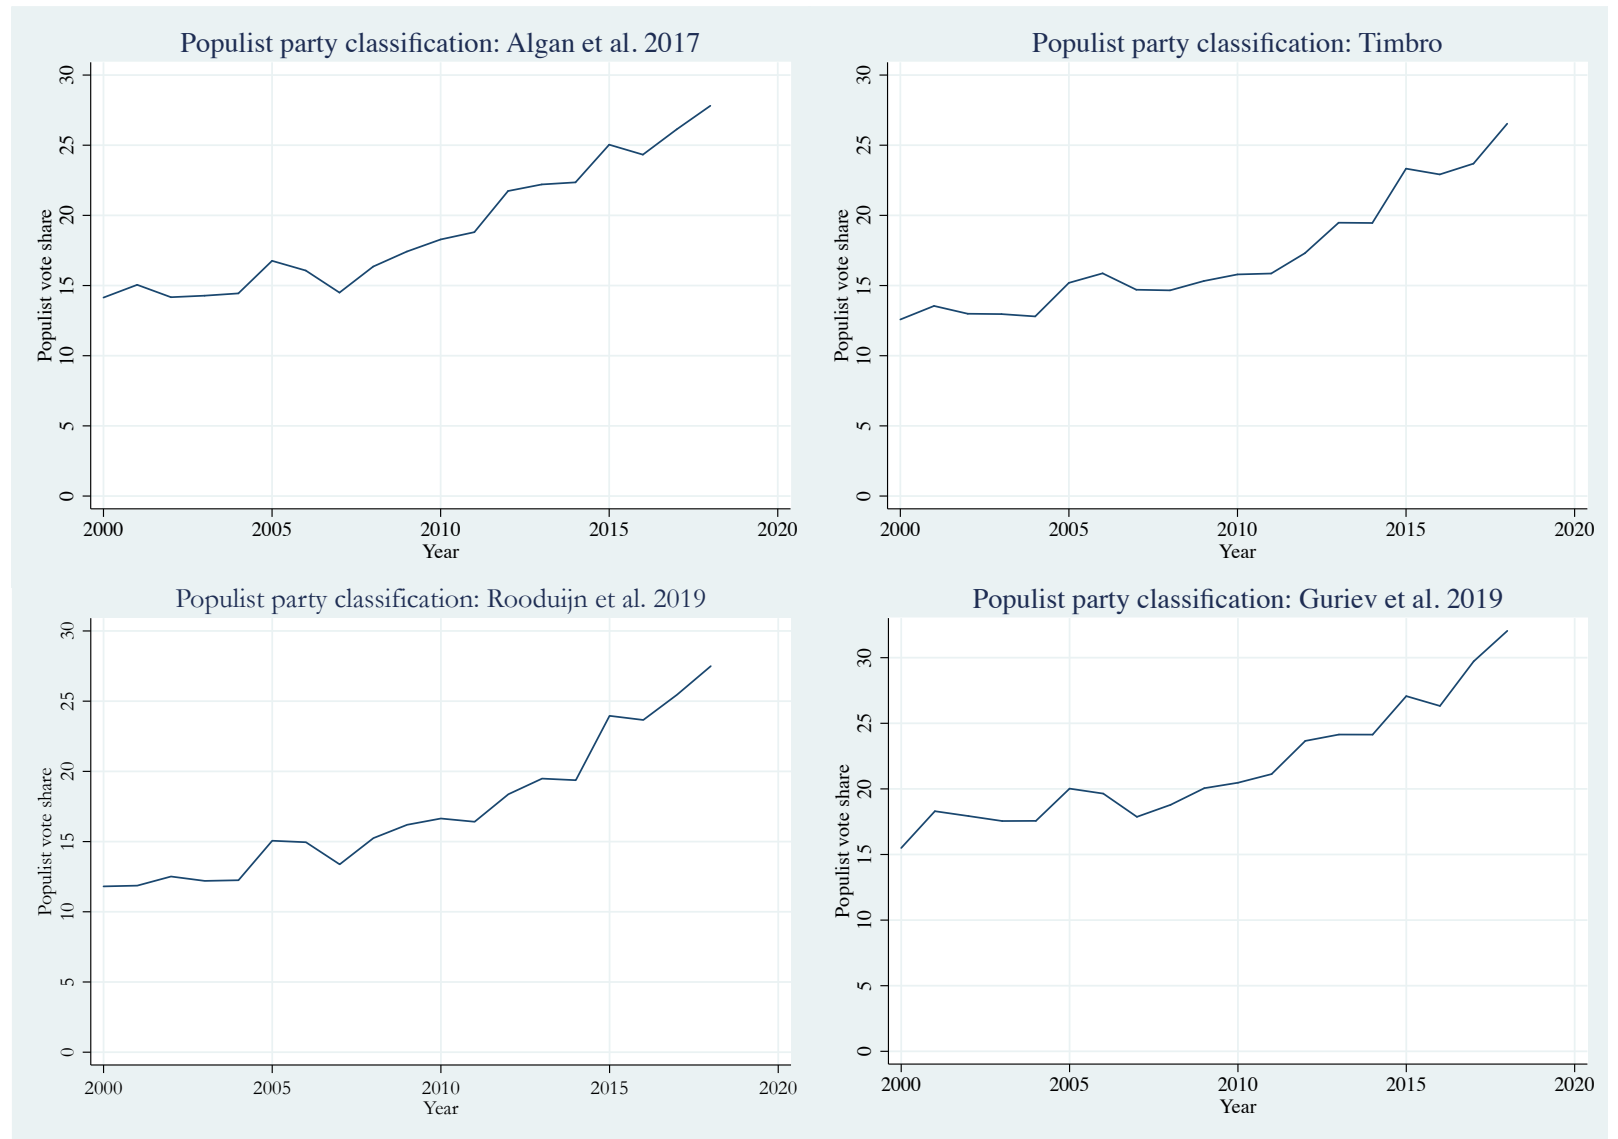 Populist party classification: Algan et al. 2017
Populist vote share
30
25
20
15
10
5
0
2000 2005 2010 2015 2020
Year
Populist party classification: Timbro
Populist vote share
30
25
20
15
10
5
0
2000 2005 2010 2015 2020
Year
Populist party classification: Rooduijn et al. 2019
Populist vote share
30
25
20
15
10
5
0
2000 2005 2010 2015 2020
Year
Populist party classification: Guriev et al. 2019
Populist vote share
30
25
20
15
10
5
0
2000 2005 2010 2015 2020
Year